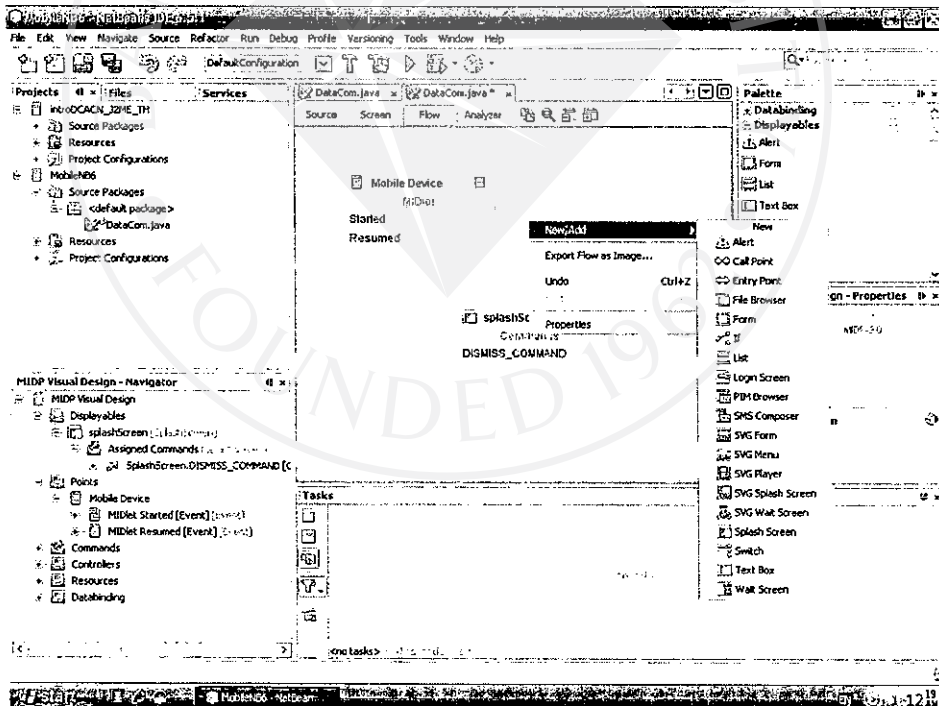 File Edit View Navigate Source Refactor Run Debug Profile Versioning Tools Window Help
DefaultConfiguration
Projects Files Services
introDCACN_J2ME_TH
Source Packages
Resources
Project Configurations
MobileNB6
Source Packages
<default package>
DataCom.java
Resources
Project Configurations
DataCom.java DataCom.java *
Source Screen Flow Analyzer
Mobile Device
Started
Resumed
splashSc
DISMISS_COMMAND
New/Add
Export Flow as Image...
Undo Ctrl+Z
Properties
Palette
Databinding
Displayables
Alert
Form
List
Text Box
New
Alert
Call Point
Entry Point
File Browser
Form
If
List
Login Screen
PIM Browser
SMS Composer
SVG Form
SVG Menu
SVG Player
SVG Splash Screen
SVG Wait Screen
Splash Screen
Switch
Text Box
Wait Screen
gn - Properties
MIDP Visual Design - Navigator
MIDP Visual Design
Displayables
splashScreen
Assigned Commands
SplashScreen.DISMISS_COMMAND [C
Points
Mobile Device
MIDlet Started [Event]
MIDlet Resumed [Event]
Commands
Controllers
Resources
Databinding
Tasks
<no tasks>
FOUNDED 196